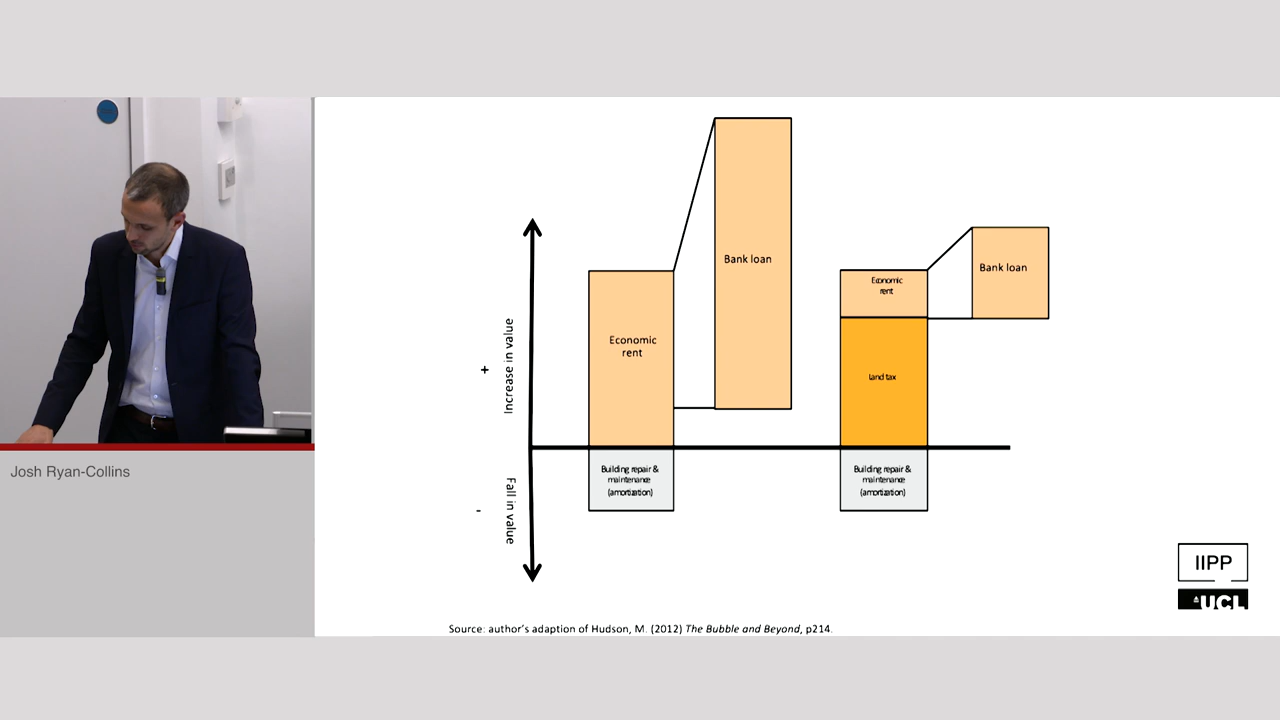 Josh Ryan-Collins
+
Increase in value
-
Fall in value
Economic
rent
Bank loan
Building repair &
maintenance
(amortization)
Economic
rent
land tax
Bank loan
Building repair &
maintenance
(amortization)
IIPP
UCL
Source: author's adaption of Hudson, M. (2012) The Bubble and Beyond, p214.